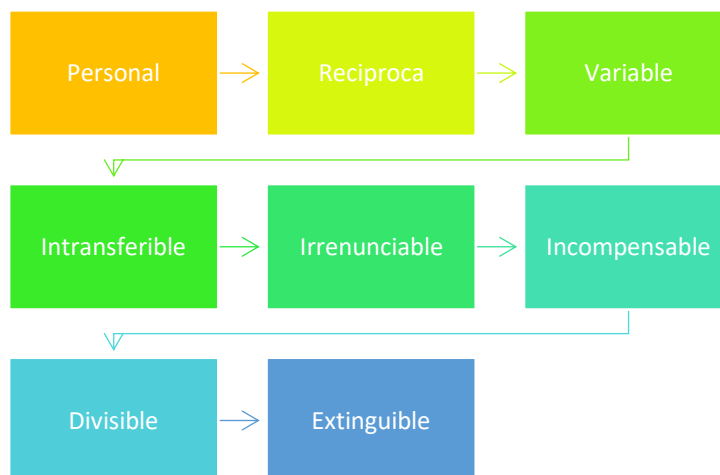 Personal
Reciproca
Variable
Intransferible
Irrenunciable
Incompensable
Divisible
Extinguible